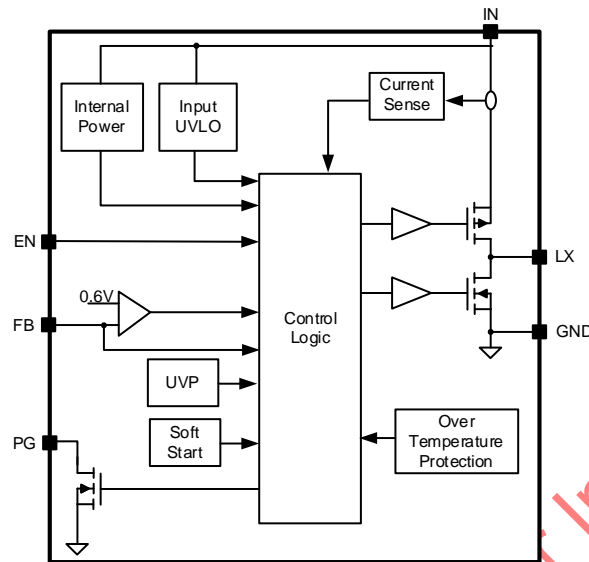 IN
Internal
Power
Input
UVLO
Current
Sense
EN
LX
0.6V
FB
GND
Control
Logic
UVP
Soft
Start
PG
Over
Temperature
Protection